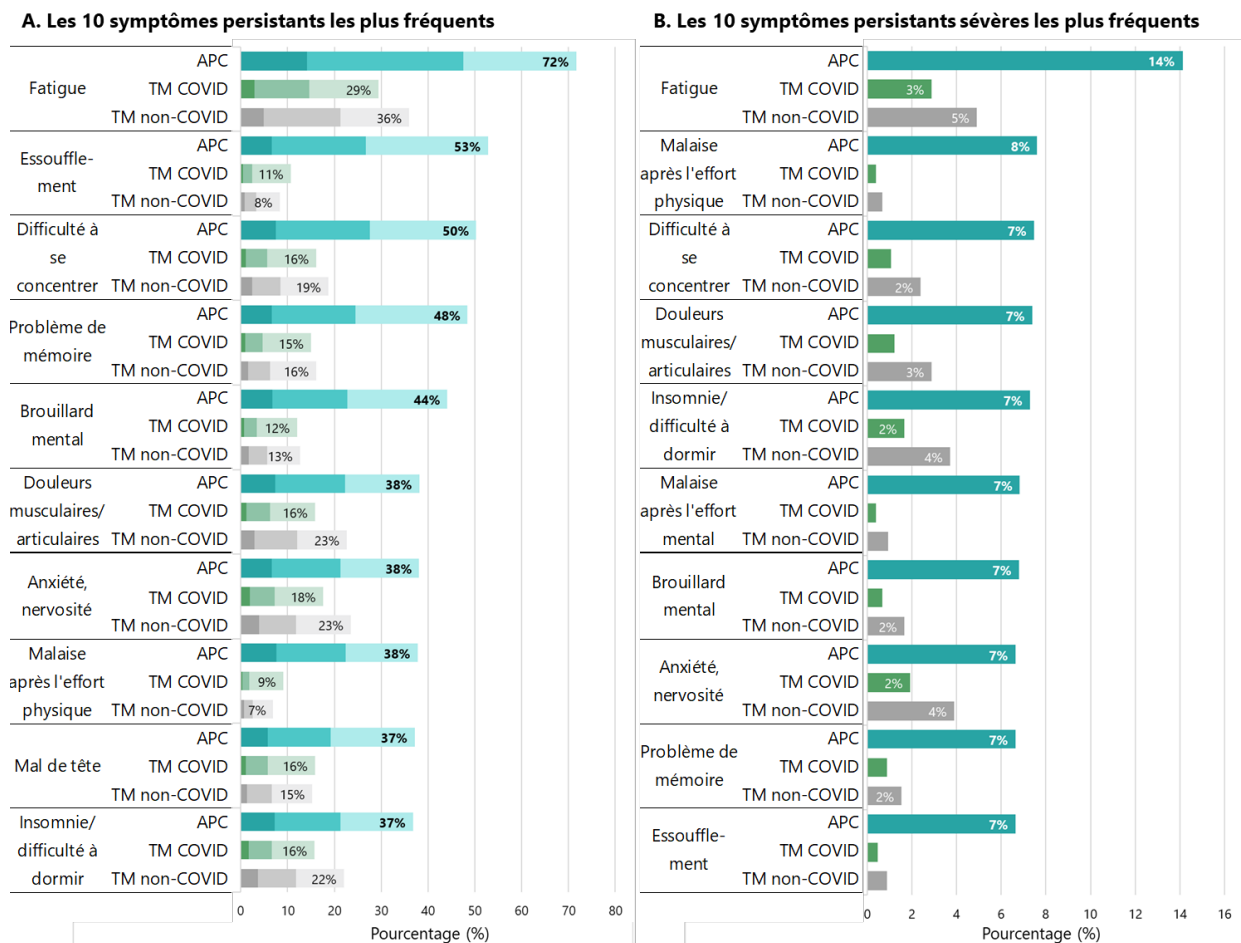 A. Les 10 symptômes persistants les plus fréquents
APC
72%
Fatigue
TM COVID
29%
TM non-COVID
36%
APC
53%
Essouffle-
ment
TM COVID
11%
TM non-COVID
8%
Difficulté à
se
concentrer
APC
50%
TM COVID
16%
TM non-COVID
19%
Problème de
mémoire
APC
48%
TM COVID
15%
TM non-COVID
16%
Brouillard
mental
APC
44%
TM COVID
12%
TM non-COVID
13%
Douleurs
musculaires/
articulaires
APC
38%
TM COVID
16%
TM non-COVID
23%
Anxiété,
nervosité
APC
38%
TM COVID
18%
TM non-COVID
23%
Malaise
après l'effort
physique
APC
38%
TM COVID
9%
TM non-COVID
7%
Mal de tête
APC
37%
TM COVID
16%
TM non-COVID
15%
Insomnie/
difficulté à
dormir
APC
37%
TM COVID
16%
TM non-COVID
22%
0 10 20 30 40 50 60 70 80
Pourcentage (%)
B. Les 10 symptômes persistants sévères les plus fréquents
Fatigue
APC
14%
TM COVID
3%
TM non-COVID
5%
Malaise
après l'effort
physique
APC
8%
TM COVID
TM non-COVID
Difficulté à
se
concentrer
APC
7%
TM COVID
TM non-COVID
2%
Douleurs
musculaires/
articulaires
APC
7%
TM COVID
TM non-COVID
3%
Insomnie/
difficulté à
dormir
APC
7%
TM COVID
2%
TM non-COVID
4%
Malaise
après l'effort
mental
APC
7%
TM COVID
TM non-COVID
Brouillard
mental
APC
7%
TM COVID
TM non-COVID
2%
Anxiété,
nervosité
APC
7%
TM COVID
2%
TM non-COVID
4%
Problème de
mémoire
APC
7%
TM COVID
TM non-COVID
2%
Essouffle-
ment
APC
7%
TM COVID
TM non-COVID
0 2 4 6 8 10 12 14 16
Pourcentage (%)